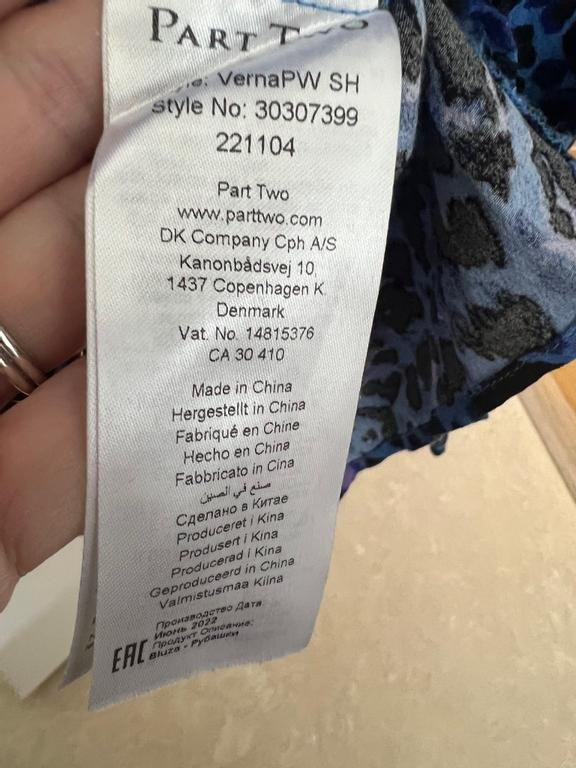 PART TWO
VernaPW SH
Style No: 30307399
221104
Part Two
www.parttwo.com
DK Company Cph A/S
Kanonbådsvej 10,
1437 Copenhagen K
Denmark
Vat. No. 14815376
CA 30 410
Made in China
Hergestellt in China
Fabriqué en Chine
Hecho en China
Fabbricato in Cina
صنع في الصين
Сделано в Китае
Produceret i Kina
Produsert i Kina
Producerad i Kina
Geproduceerd in China
Valmistusmaa Kiina
Производство Дата:
Июнь 2022
Продукт Описание:
Bluza - Рубашки
EAC